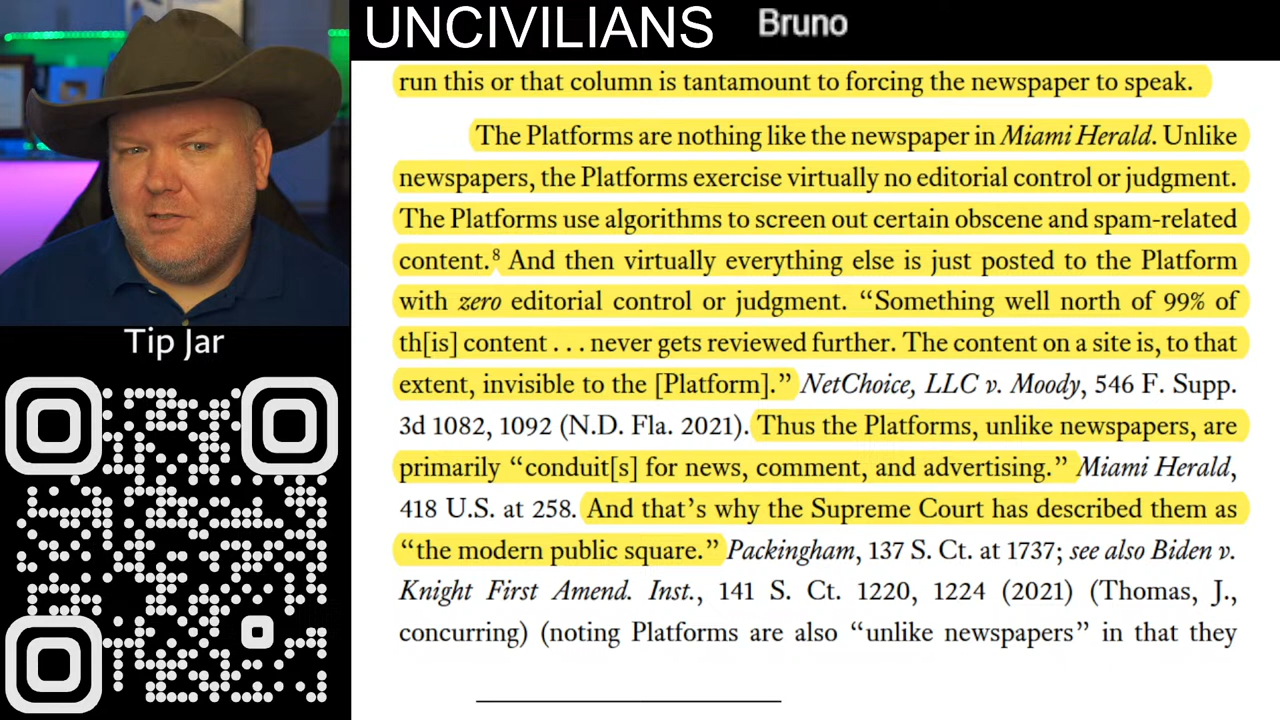 UNCIVILIANS
Bruno
run this or that column is tantamount to forcing the newspaper to speak.
The Platforms are nothing like the newspaper in Miami Herald. Unlike
newspapers, the Platforms exercise virtually no editorial control or judgment.
The Platforms use algorithms to screen out certain obscene and spam-related
content.⁸ And then virtually everything else is just posted to the Platform
with zero editorial control or judgment. “Something well north of 99% of
th[is] content . . . never gets reviewed further. The content on a site is, to that
extent, invisible to the [Platform].” NetChoice, LLC v. Moody, 546 F. Supp.
3d 1082, 1092 (N.D. Fla. 2021). Thus the Platforms, unlike newspapers, are
primarily “conduit[s] for news, comment, and advertising.” Miami Herald,
418 U.S. at 258. And that’s why the Supreme Court has described them as
“the modern public square.” Packingham, 137 S. Ct. at 1737; see also Biden v.
Knight First Amend. Inst., 141 S. Ct. 1220, 1224 (2021) (Thomas, J.,
concurring) (noting Platforms are also “unlike newspapers” in that they
Tip Jar